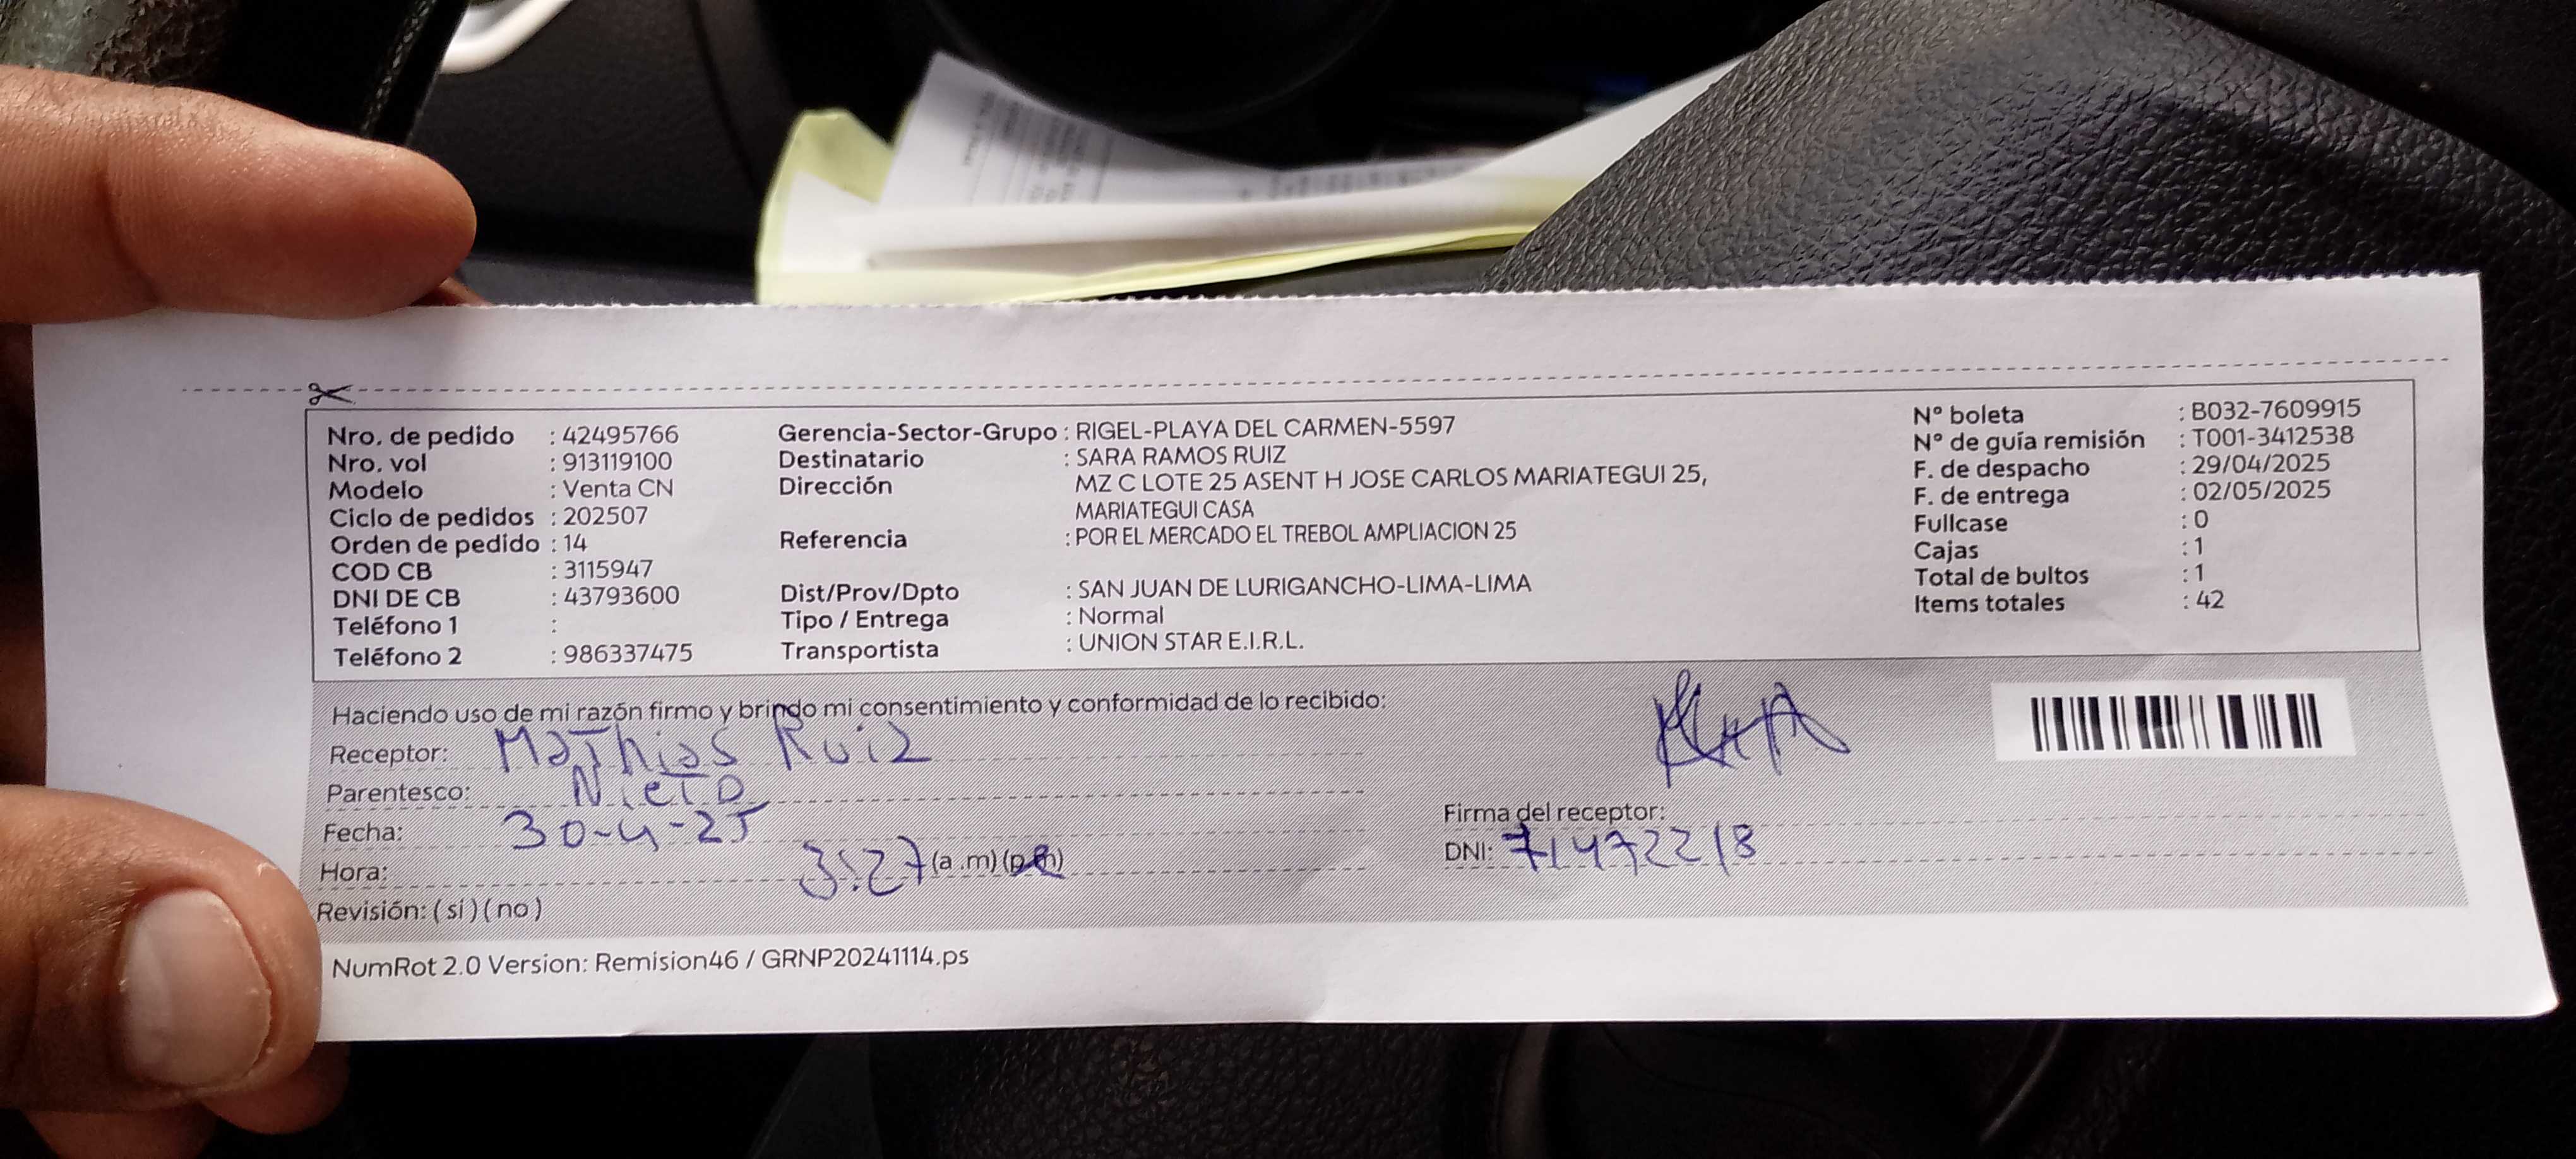 Nro. de pedido : 42495766
Nro. vol : 913119100
Modelo : Venta CN
Ciclo de pedidos : 202507
Orden de pedido : 14
COD CB : 3115947
DNI DE CB : 43793600
Teléfono 1 :
Teléfono 2 : 986337475
Gerencia-Sector-Grupo : RIGEL-PLAYA DEL CARMEN-5597
Destinatario : SARA RAMOS RUIZ
Dirección MZ C LOTE 25 ASENT H JOSE CARLOS MARIATEGUI 25,
MARIATEGUI CASA
Referencia : POR EL MERCADO EL TREBOL AMPLIACION 25
Dist/Prov/Dpto : SAN JUAN DE LURIGANCHO-LIMA-LIMA
Tipo / Entrega : Normal
Transportista : UNION STAR E.I.R.L.
N° boleta : B032-7609915
N° de guía remisión : T001-3412538
F. de despacho : 29/04/2025
F. de entrega : 02/05/2025
Fullcase : 0
Cajas : 1
Total de bultos : 1
Items totales : 42
Haciendo uso de mi razón firmo y brindo mi consentimiento y conformidad de lo recibido:
Receptor: Matthias Ruiz
Parentesco: Nieto
Fecha: 30-4-25
Hora: 3:27 (a .m) (p.m)
Revisión: ( si ) ( no )
Firma del receptor:
DNI: 71472218
NumRot 2.0 Version: Remision46 / GRNP20241114.ps